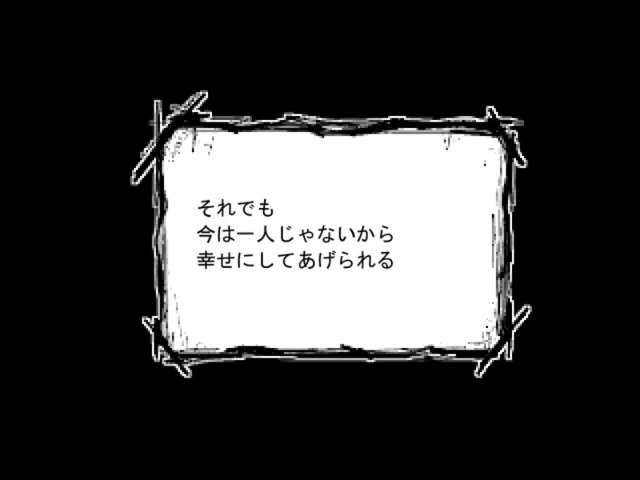 それでも
今は一人じゃないから
幸せにしてあげられる